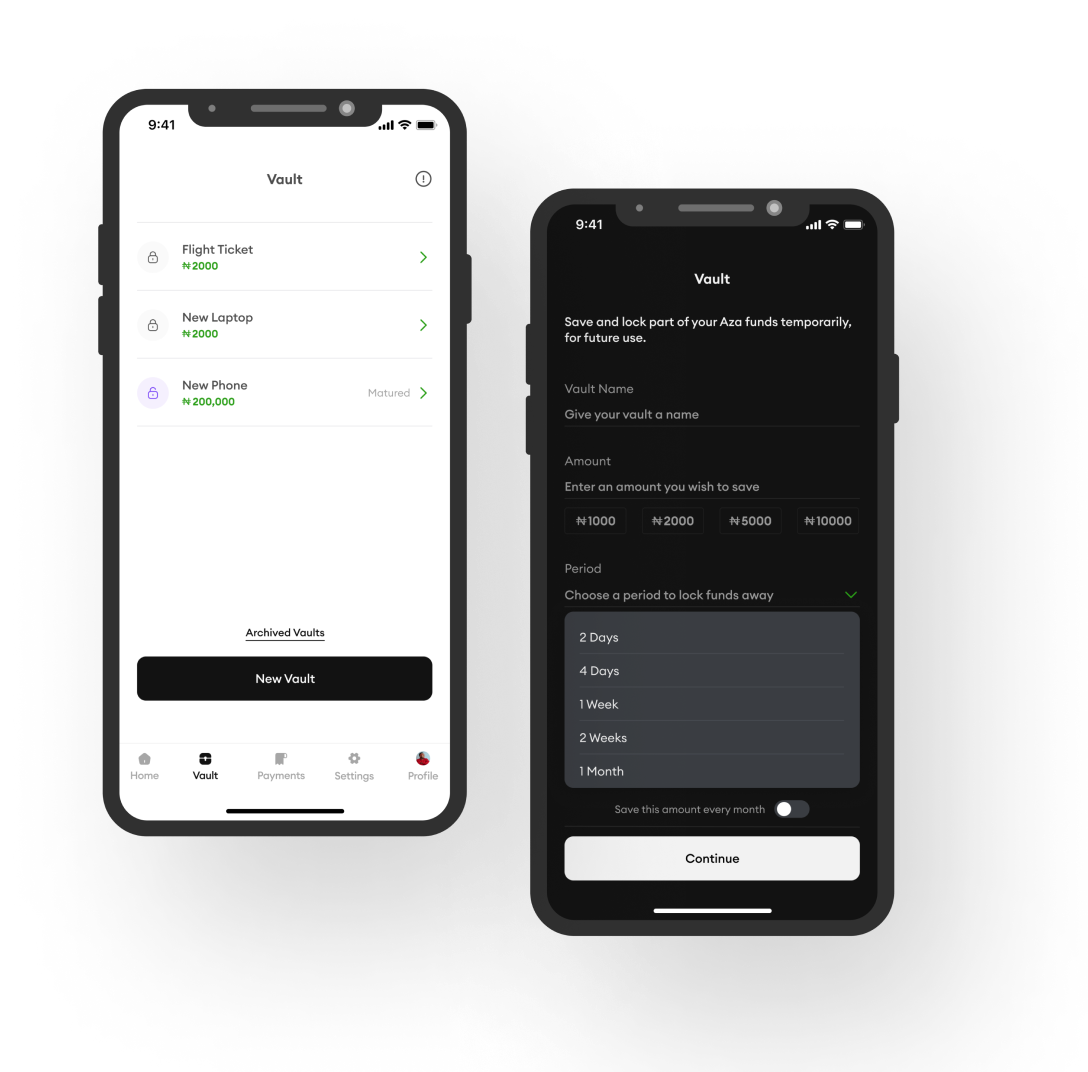 9:41
Vault
Flight Ticket
₦2000
New Laptop
₦2000
New Phone
₦200,000
Matured
Archived Vaults
New Vault
Home
Vault
Payments
Settings
Profile
9:41
Vault
Save and lock part of your Aza funds temporarily,
for future use.
Vault Name
Give your vault a name
Amount
Enter an amount you wish to save
₦1000 ₦2000 ₦5000 ₦10000
Period
Choose a period to lock funds away
2 Days
4 Days
1 Week
2 Weeks
1 Month
Save this amount every month
Continue